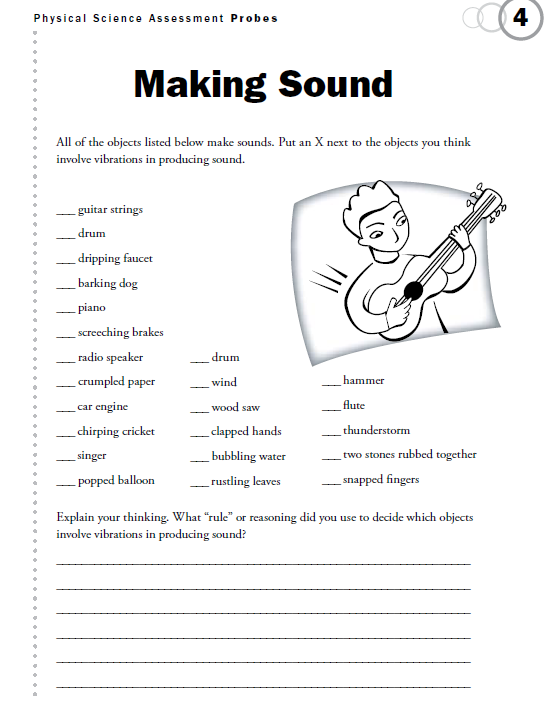 Physical Science Assessment Probes
4
Making Sound
All of the objects listed below make sounds. Put an X next to the objects you think
involve vibrations in producing sound.
___ guitar strings
___ drum
___ dripping faucet
___ barking dog
___ piano
___ screeching brakes
___ radio speaker
___ crumpled paper
___ car engine
___ chirping cricket
___ singer
___ popped balloon
___ drum
___ wind
___ wood saw
___ clapped hands
___ bubbling water
___ rustling leaves
___ hammer
___ flute
___ thunderstorm
___ two stones rubbed together
___ snapped fingers
Explain your thinking. What “rule” or reasoning did you use to decide which objects
involve vibrations in producing sound?